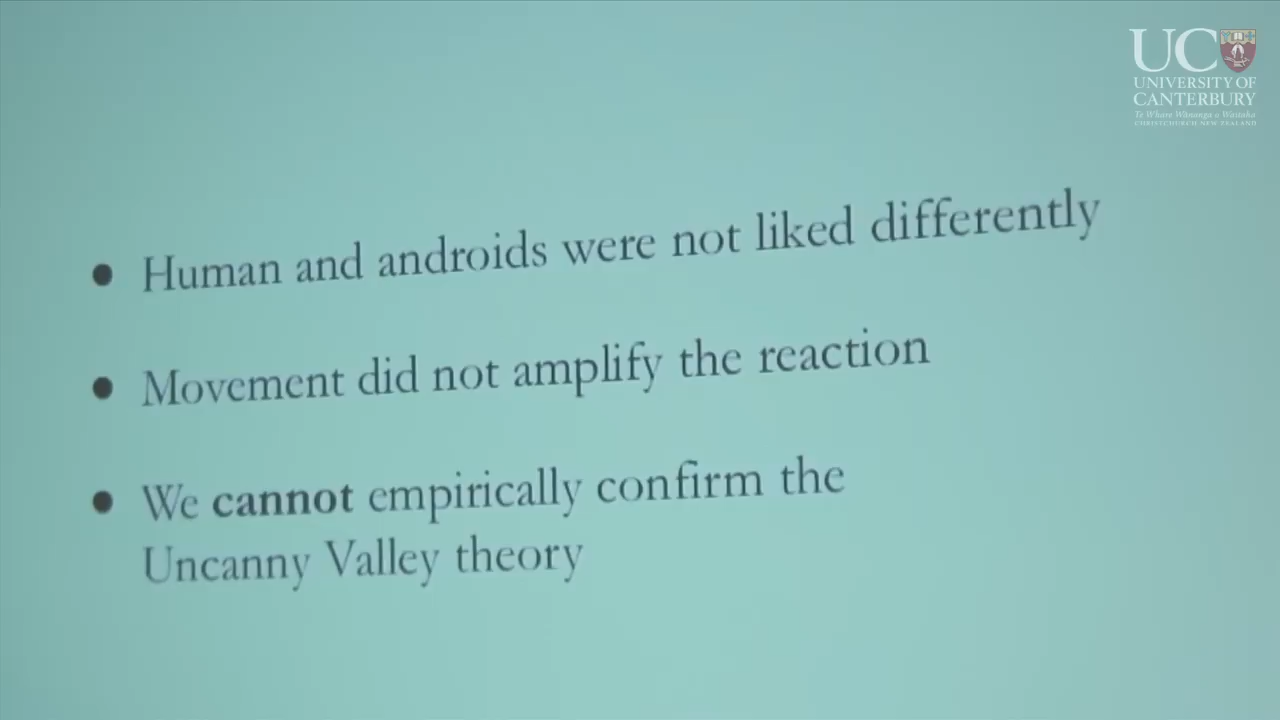 UC
UNIVERSITY OF
CANTERBURY
Te Whare Wānanga o Waitaha
CHRISTCHURCH NEW ZEALAND
• Human and androids were not liked differently
• Movement did not amplify the reaction
• We cannot empirically confirm the
Uncanny Valley theory